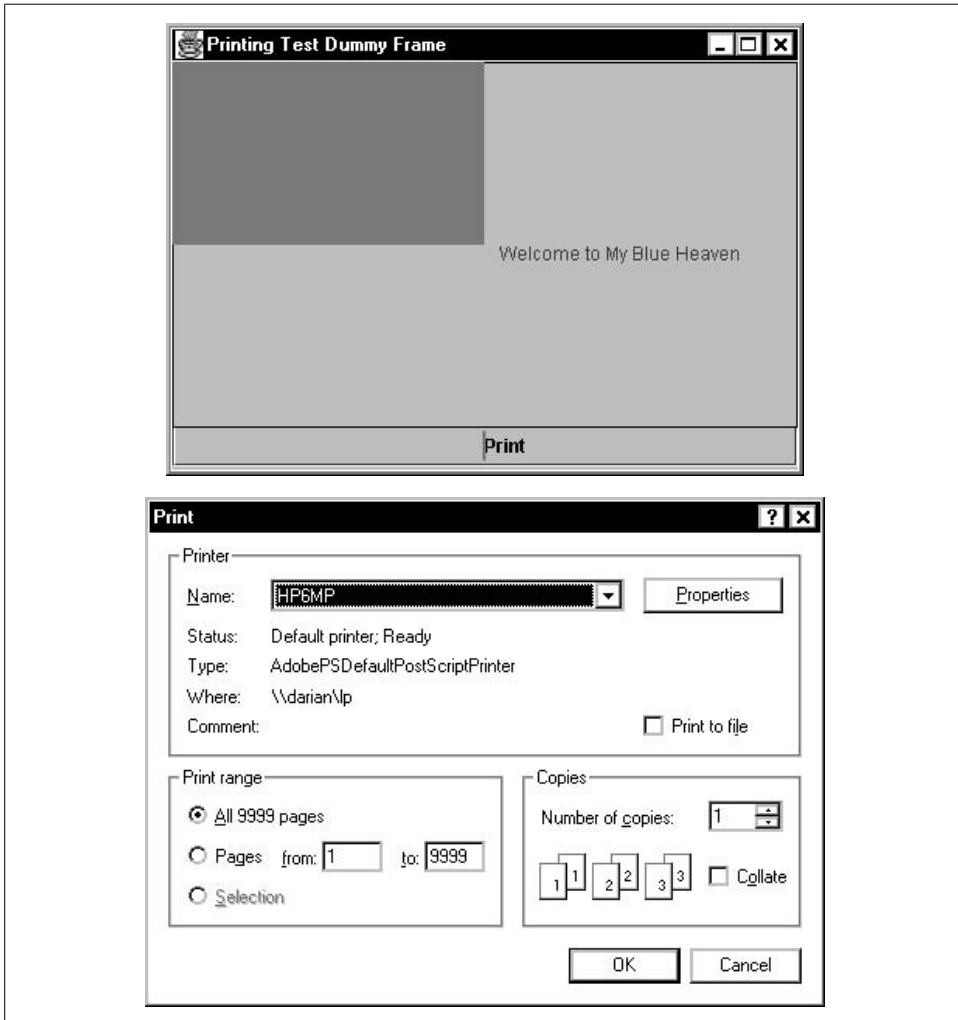 Printing Test Dummy Frame
Welcome to My Blue Heaven
Print
Print
Printer
Name: HP6MP Properties
Status: Default printer; Ready
Type: AdobePSDefaultPostScriptPrinter
Where: \\darian\lp
Comment: Print to file
Print range
All 9999 pages
Pages from: 1 to: 9999
Selection
Copies
Number of copies: 1
1 1 2 2 3 3 Collate
OK Cancel